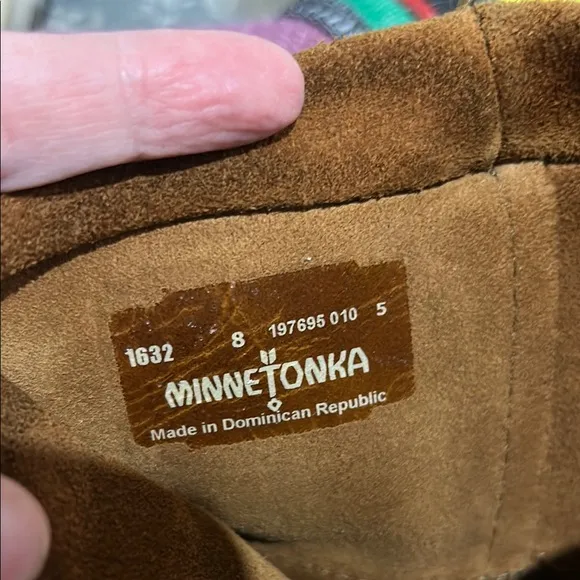 1632 8 197695 010 5
MINNETONKA
Made in Dominican Republic